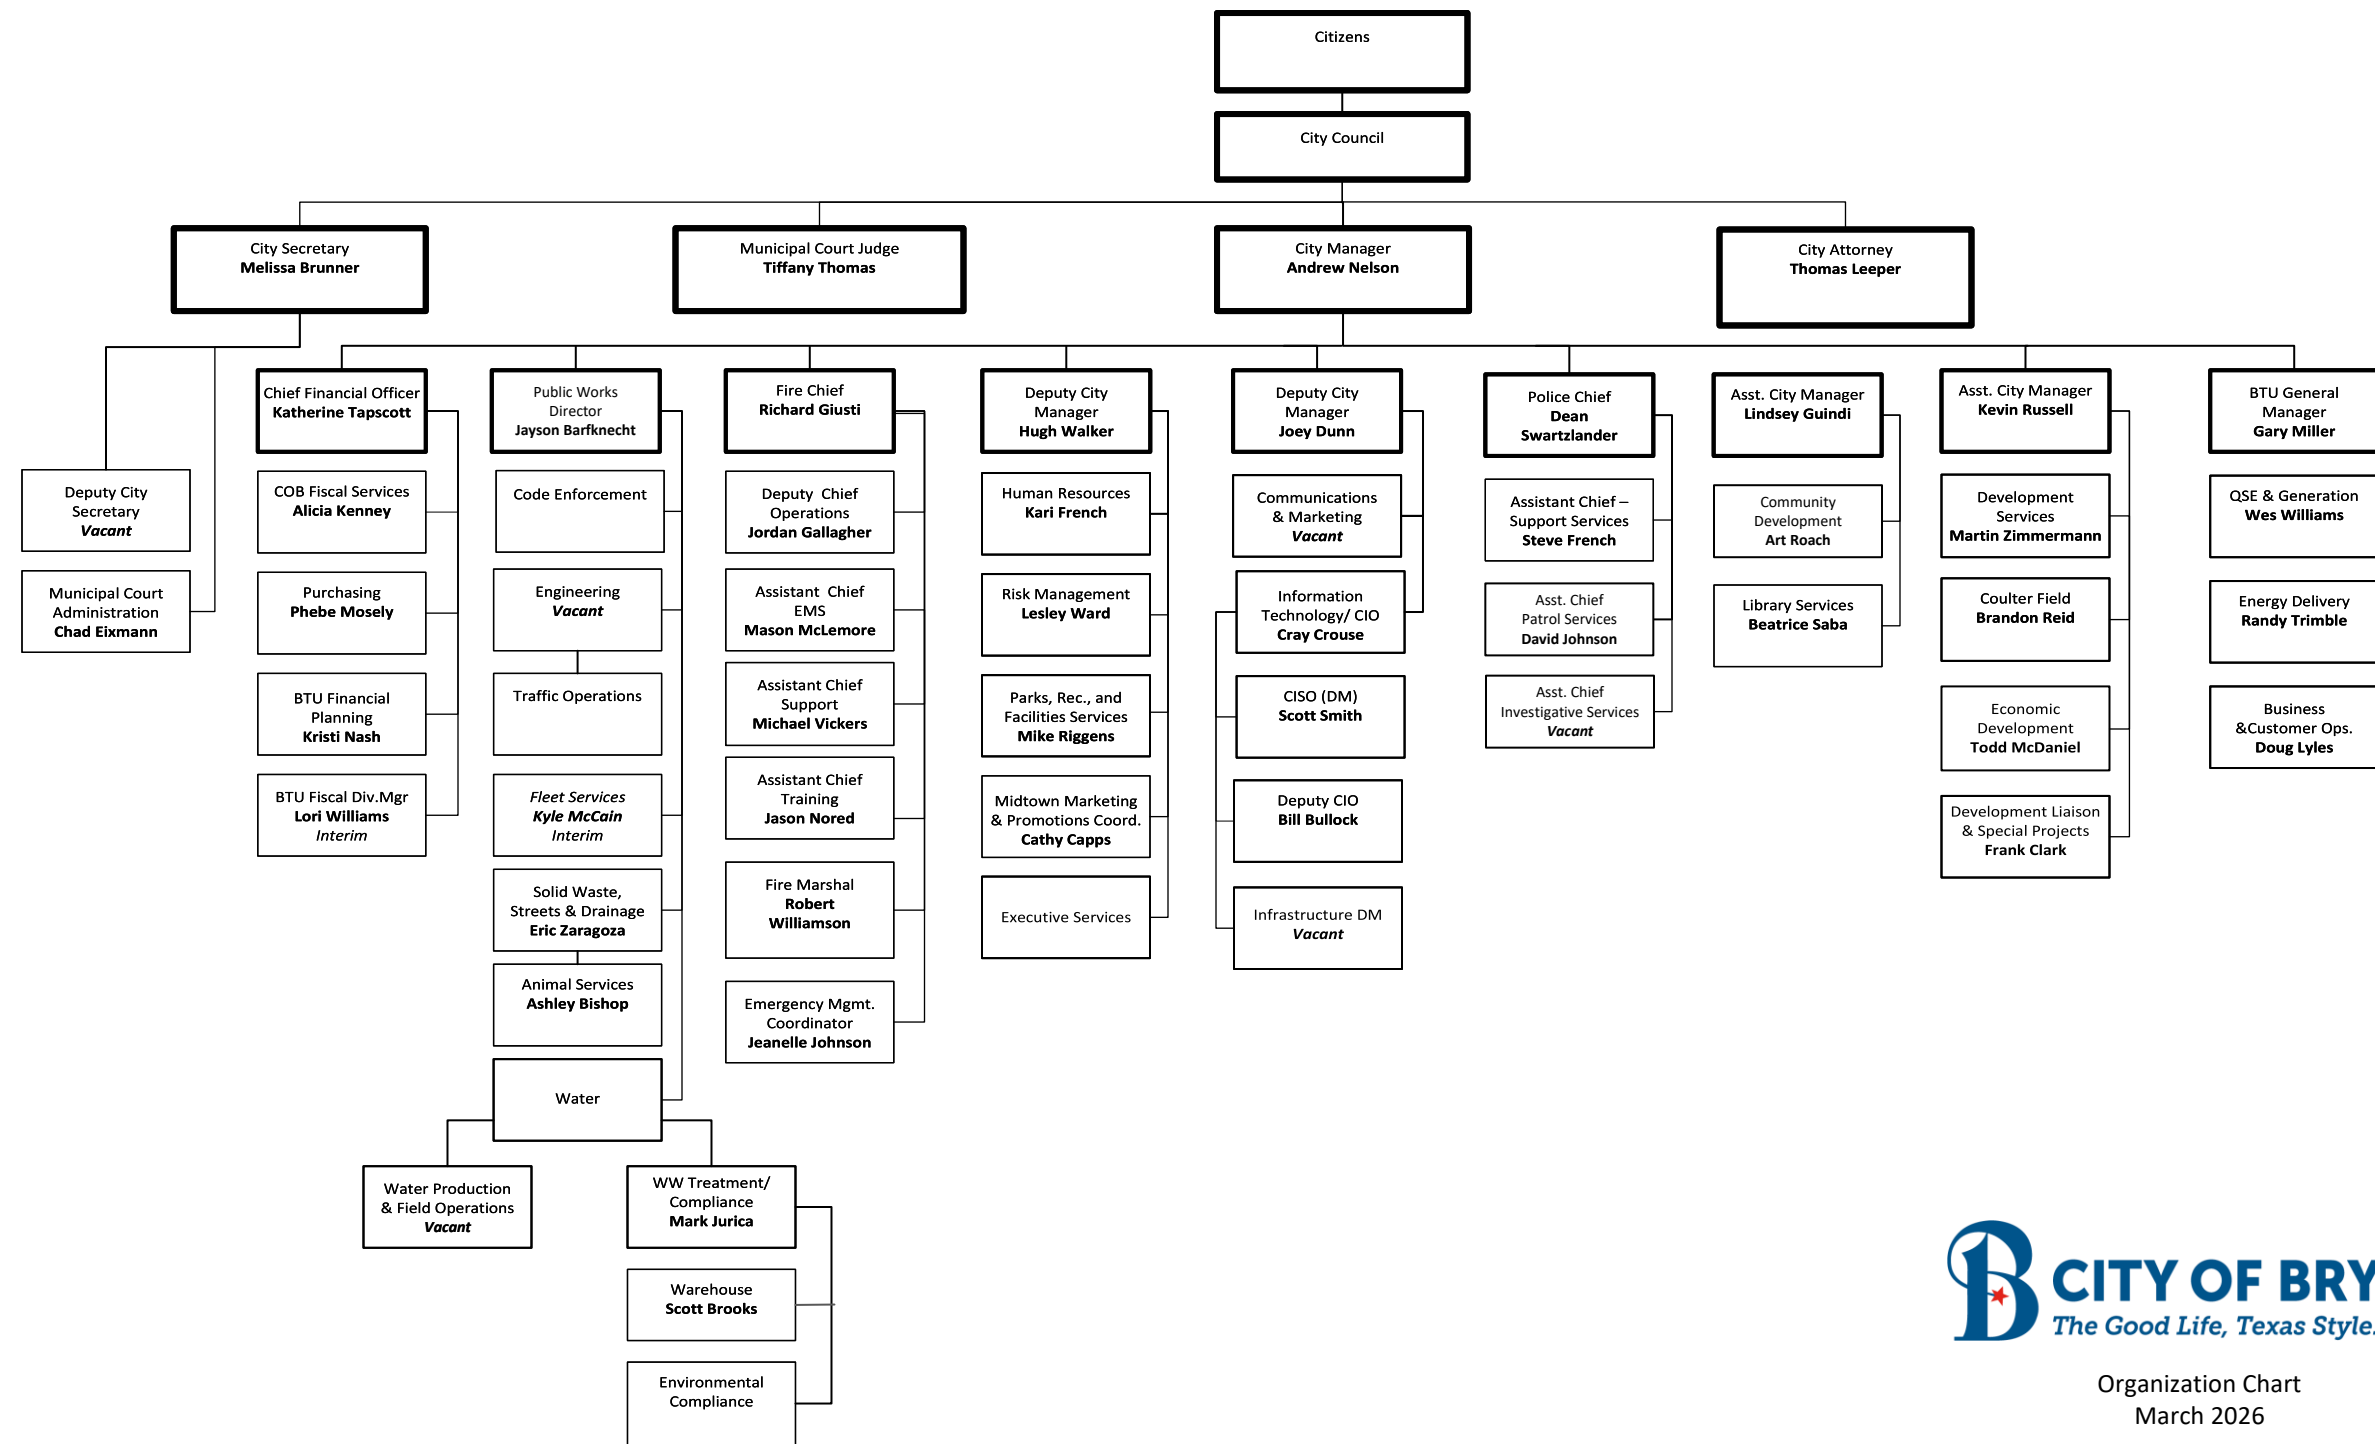 Citizens
City Council
City Secretary
Melissa Brunner
Municipal Court Judge
Tiffany Thomas
City Manager
Andrew Nelson
City Attorney
Thomas Leeper
Deputy City
Secretary
Vacant
Municipal Court
Administration
Chad Eixmann
Chief Financial Officer
Katherine Tapscott
COB Fiscal Services
Alicia Kenney
Purchasing
Phebe Mosely
BTU Financial
Planning
Kristi Nash
BTU Fiscal Div.Mgr
Lori Williams
Interim
Public Works
Director
Jayson Barfknecht
Code Enforcement
Engineering
Vacant
Traffic Operations
Fleet Services
Kyle McCain
Interim
Solid Waste,
Streets & Drainage
Eric Zaragoza
Animal Services
Ashley Bishop
Water
Water Production
& Field Operations
Vacant
WW Treatment/
Compliance
Mark Jurica
Warehouse
Scott Brooks
Environmental
Compliance
Fire Chief
Richard Giusti
Deputy Chief
Operations
Jordan Gallagher
Assistant Chief
EMS
Mason McLemore
Assistant Chief
Support
Michael Vickers
Assistant Chief
Training
Jason Nored
Fire Marshal
Robert
Williamson
Emergency Mgmt.
Coordinator
Jeanelle Johnson
Deputy City
Manager
Hugh Walker
Human Resources
Kari French
Risk Management
Lesley Ward
Parks, Rec., and
Facilities Services
Mike Riggens
Midtown Marketing
& Promotions Coord.
Cathy Capps
Executive Services
Deputy City
Manager
Joey Dunn
Communications
& Marketing
Vacant
Information
Technology/ CIO
Cray Crouse
CISO (DM)
Scott Smith
Deputy CIO
Bill Bullock
Infrastructure DM
Vacant
Police Chief
Dean
Swartzlander
Assistant Chief –
Support Services
Steve French
Asst. Chief
Patrol Services
David Johnson
Asst. Chief
Investigative Services
Vacant
Asst. City Manager
Lindsey Guindi
Community
Development
Art Roach
Library Services
Beatrice Saba
Asst. City Manager
Kevin Russell
Development
Services
Martin Zimmermann
Coulter Field
Brandon Reid
Economic
Development
Todd McDaniel
Development Liaison
& Special Projects
Frank Clark
BTU General
Manager
Gary Miller
QSE & Generation
Wes Williams
Energy Delivery
Randy Trimble
Business
&Customer Ops.
Doug Lyles
B
CITY OF BRY
The Good Life, Texas Style.
Organization Chart
March 2026